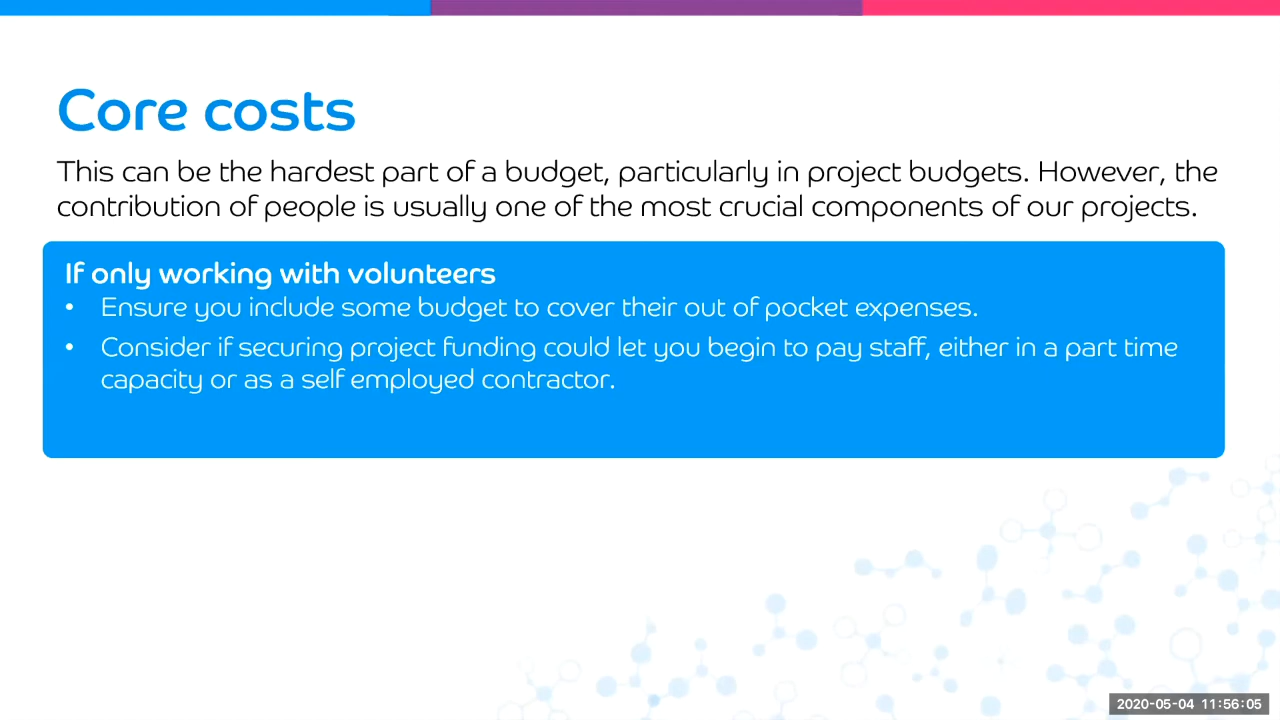 Core costs
This can be the hardest part of a budget, particularly in project budgets. However, the
contribution of people is usually one of the most crucial components of our projects.
If only working with volunteers
• Ensure you include some budget to cover their out of pocket expenses.
• Consider if securing project funding could let you begin to pay staff, either in a part time
capacity or as a self employed contractor.
2020-05-04 11:56:05